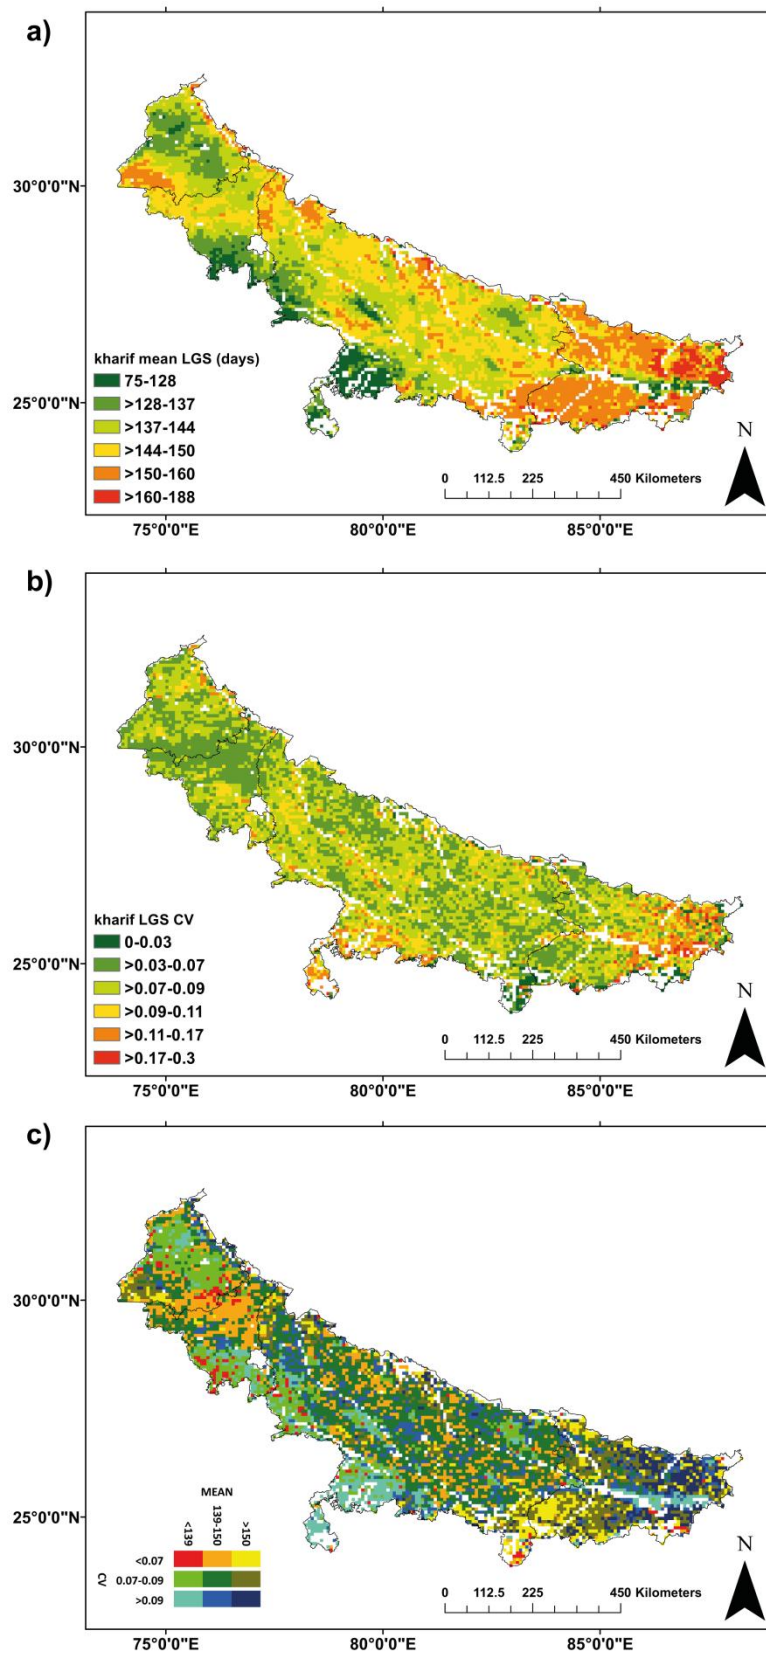 a)
30°0'0"N
25°0'0"N
kharif mean LGS (days)
75-128
>128-137
>137-144
>144-150
>150-160
>160-188
N
0 112.5 225 450 Kilometers
75°0'0"E 80°0'0"E 85°0'0"E
b)
30°0'0"N
25°0'0"N
kharif LGS CV
0-0.03
>0.03-0.07
>0.07-0.09
>0.09-0.11
>0.11-0.17
>0.17-0.3
N
0 112.5 225 450 Kilometers
75°0'0"E 80°0'0"E 85°0'0"E
c)
30°0'0"N
25°0'0"N
MEAN
<139 139-150 >150
CV
<0.07
0.07-0.09
>0.09
N
0 112.5 225 450 Kilometers
75°0'0"E 80°0'0"E 85°0'0"E